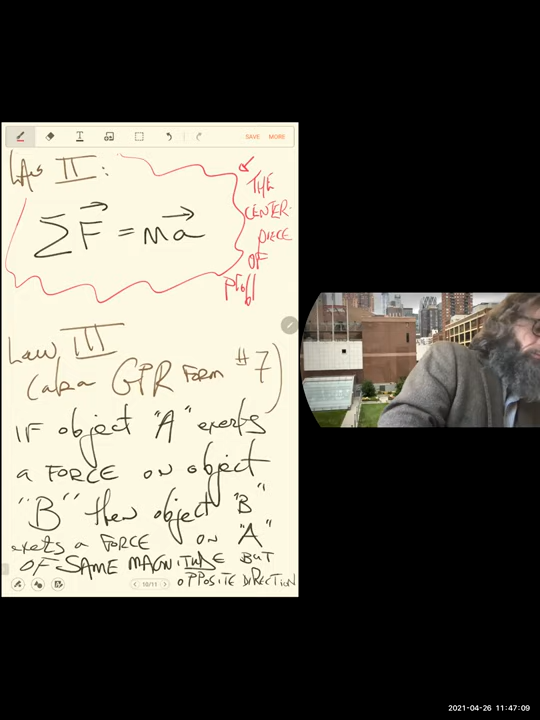 SAVE MORE
Law II:
ΣF = ma
THE
CENTER-
PIECE
OF
Law III
(aka GPR FORM #7)
IF object "A" exerts
a FORCE ON object
"B" then object "B"
exerts a FORCE ON "A"
OF SAME MAGNITUDE BUT
OPPOSITE DIRECTION
10/11
2021-04-26 11:47:09